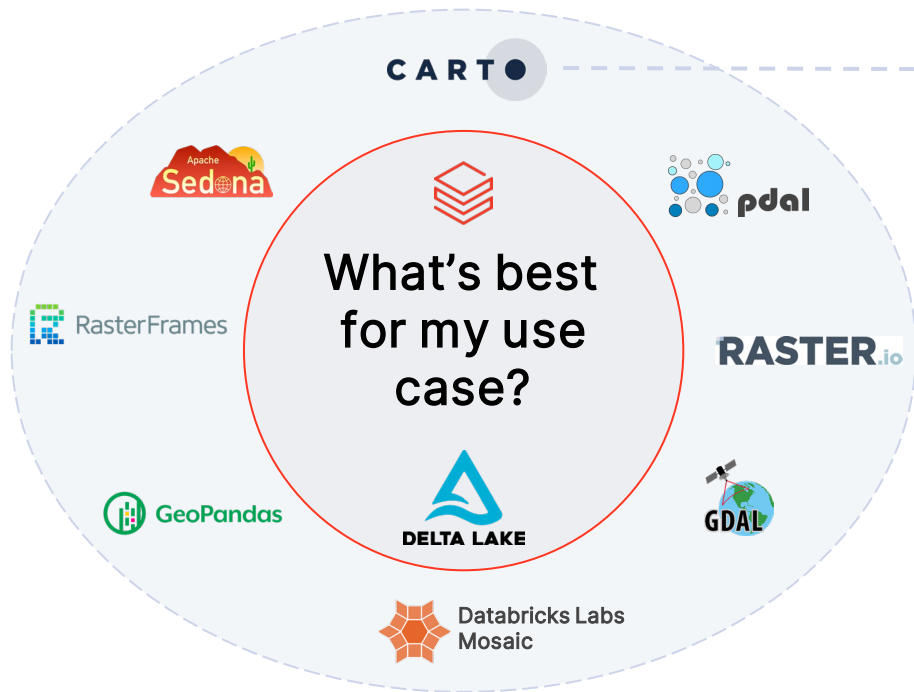 CARTO
Apache
Sedona
pdal
What's best
for my use
case?
RasterFrames
RASTER.io
GeoPandas
DELTA LAKE
GDAL
Databricks Labs
Mosaic